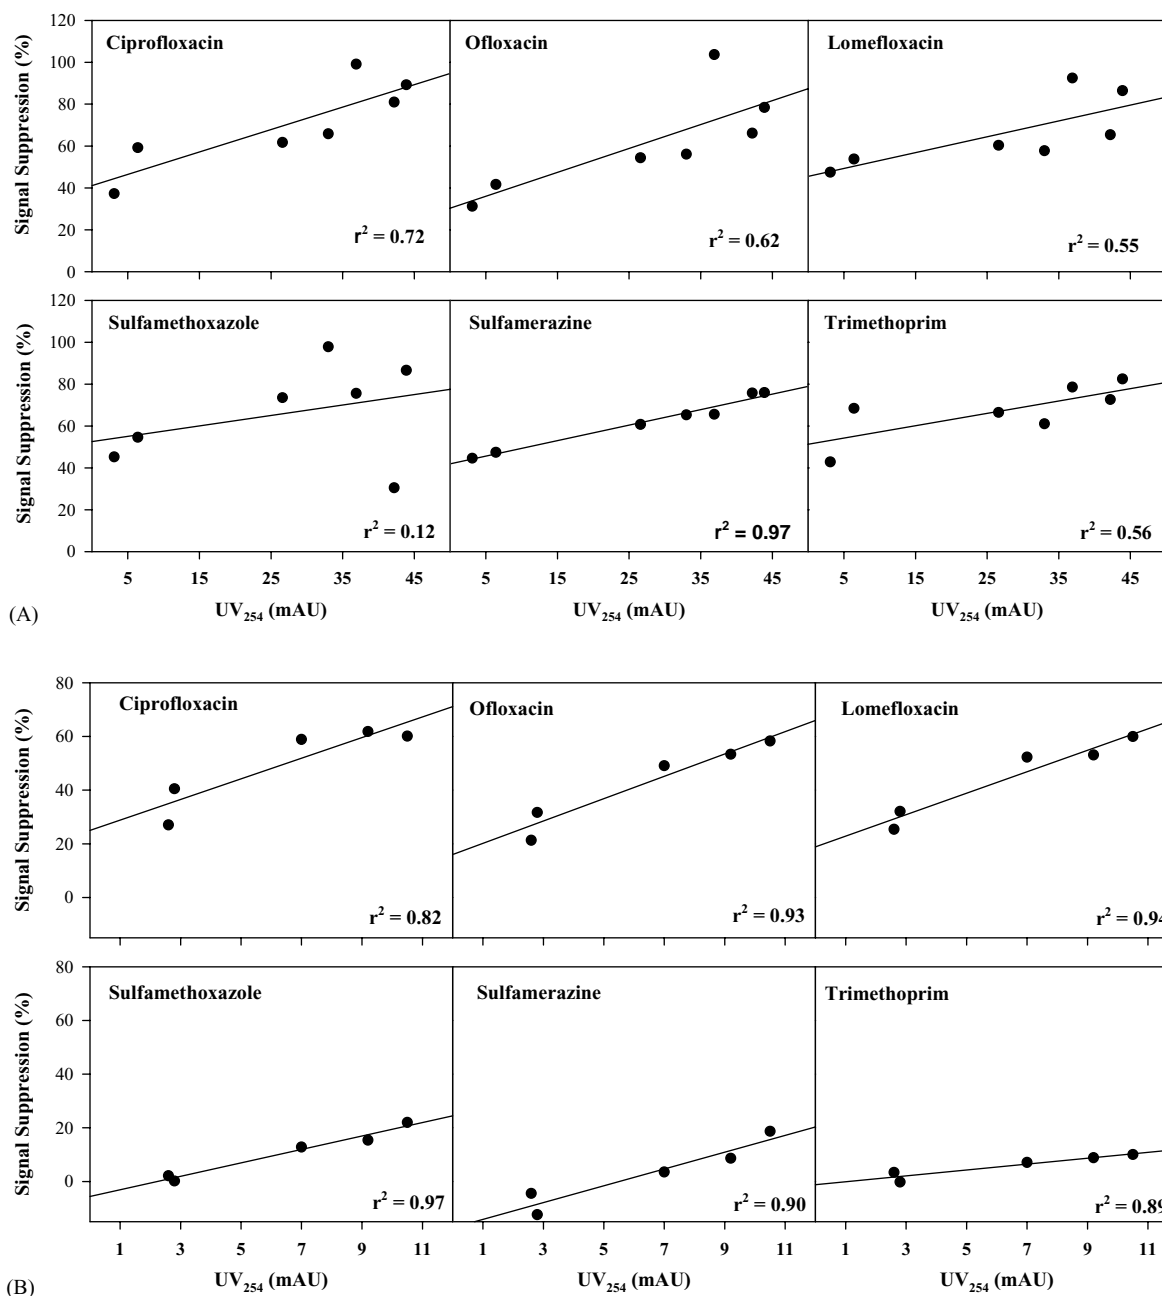 120
100
80
60
40
20
0
Signal Suppression (%)
Ciprofloxacin
r² = 0.72
Ofloxacin
r² = 0.62
Lomefloxacin
r² = 0.55
120
100
80
60
40
20
0
Signal Suppression (%)
Sulfamethoxazole
r² = 0.12
Sulfamerazine
r² = 0.97
Trimethoprim
r² = 0.56
5 15 25 35 45 5 15 25 35 45 5 15 25 35 45
UV₂₅₄ (mAU) UV₂₅₄ (mAU) UV₂₅₄ (mAU)
(A)
80
60
40
20
0
Signal Suppression (%)
Ciprofloxacin
r² = 0.82
Ofloxacin
r² = 0.93
Lomefloxacin
r² = 0.94
80
60
40
20
0
Signal Suppression (%)
Sulfamethoxazole
r² = 0.97
Sulfamerazine
r² = 0.90
Trimethoprim
r² = 0.89
1 3 5 7 9 11 1 3 5 7 9 11 1 3 5 7 9 11
UV₂₅₄ (mAU) UV₂₅₄ (mAU) UV₂₅₄ (mAU)
(B)